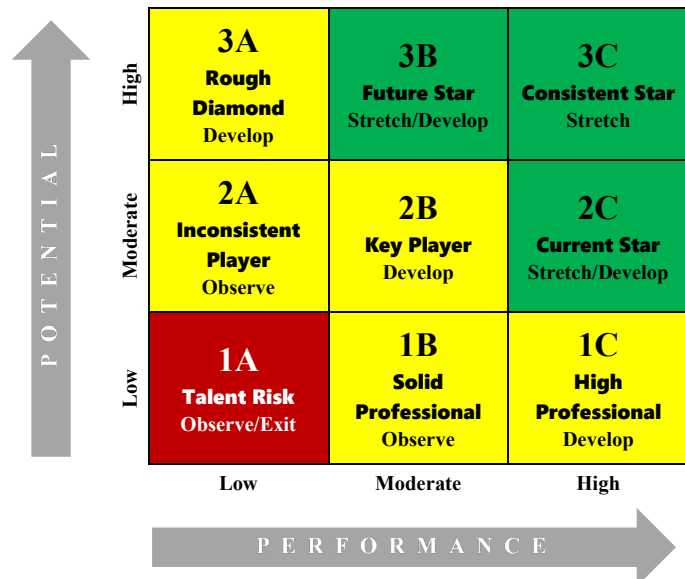 POTENTIAL
High
3A
Rough
Diamond
Develop
3B
Future Star
Stretch/Develop
3C
Consistent Star
Stretch
Moderate
2A
Inconsistent
Player
Observe
2B
Key Player
Develop
2C
Current Star
Stretch/Develop
Low
1A
Talent Risk
Observe/Exit
1B
Solid
Professional
Observe
1C
High
Professional
Develop
Low
Moderate
High
PERFORMANCE